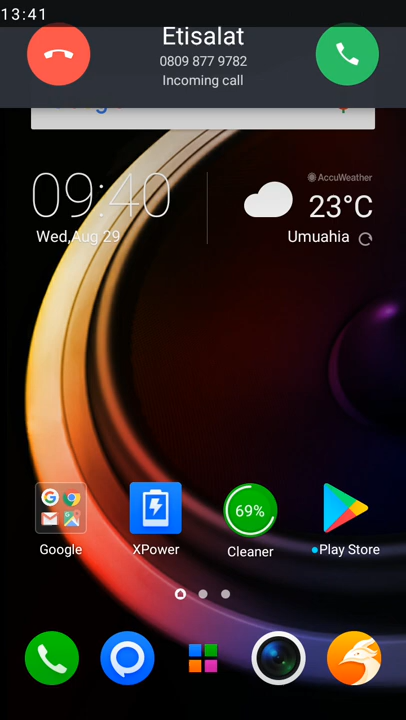 13:41
Etisalat
0809 877 9782
Incoming call
09:40
AccuWeather
23°C
Wed,Aug 29
Umuahia
69%
Google
XPower
Cleaner
Play Store